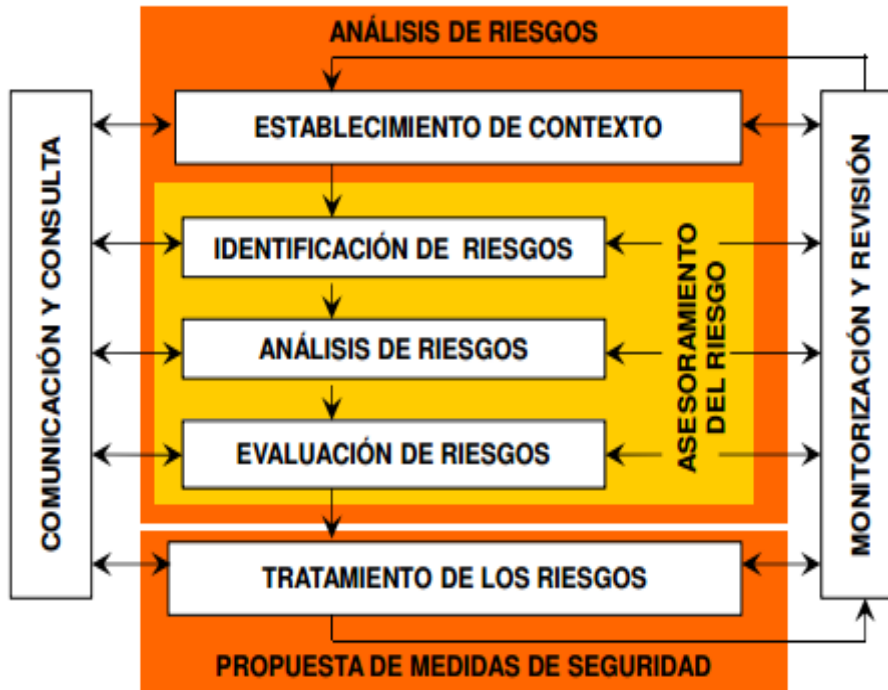 ANÁLISIS DE RIESGOS
ESTABLECIMIENTO DE CONTEXTO
COMUNICACIÓN Y CONSULTA
IDENTIFICACIÓN DE RIESGOS
ANÁLISIS DE RIESGOS
EVALUACIÓN DE RIESGOS
ASESORAMIENTO
DEL RIESGO
MONITORIZACIÓN Y REVISIÓN
TRATAMIENTO DE LOS RIESGOS
PROPUESTA DE MEDIDAS DE SEGURIDAD